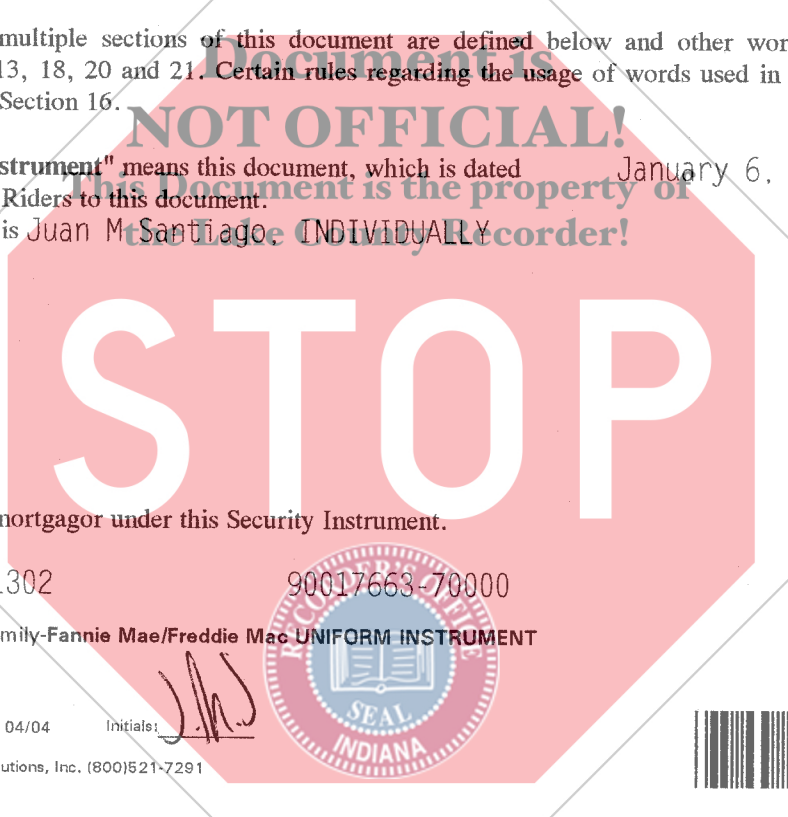 multiple sections of this document are defined below and other wor
13, 18, 20 and 21. Certain rules regarding the usage of words used in
Section 16.
Document is
NOT OFFICIAL!
This Document is the property of
the Lake County Recorder!
strument" means this document, which is dated January 6,
Riders to this document.
is Juan M Santiago, INDIVIDUALLY
STOP
mortgagor under this Security Instrument.
1302 90017663-70000
mily-Fannie Mae/Freddie Mac UNIFORM INSTRUMENT
RECORDER'S OFFICE
SEAL
INDIANA
04/04 Initials:
utions, Inc. (800)521-7291